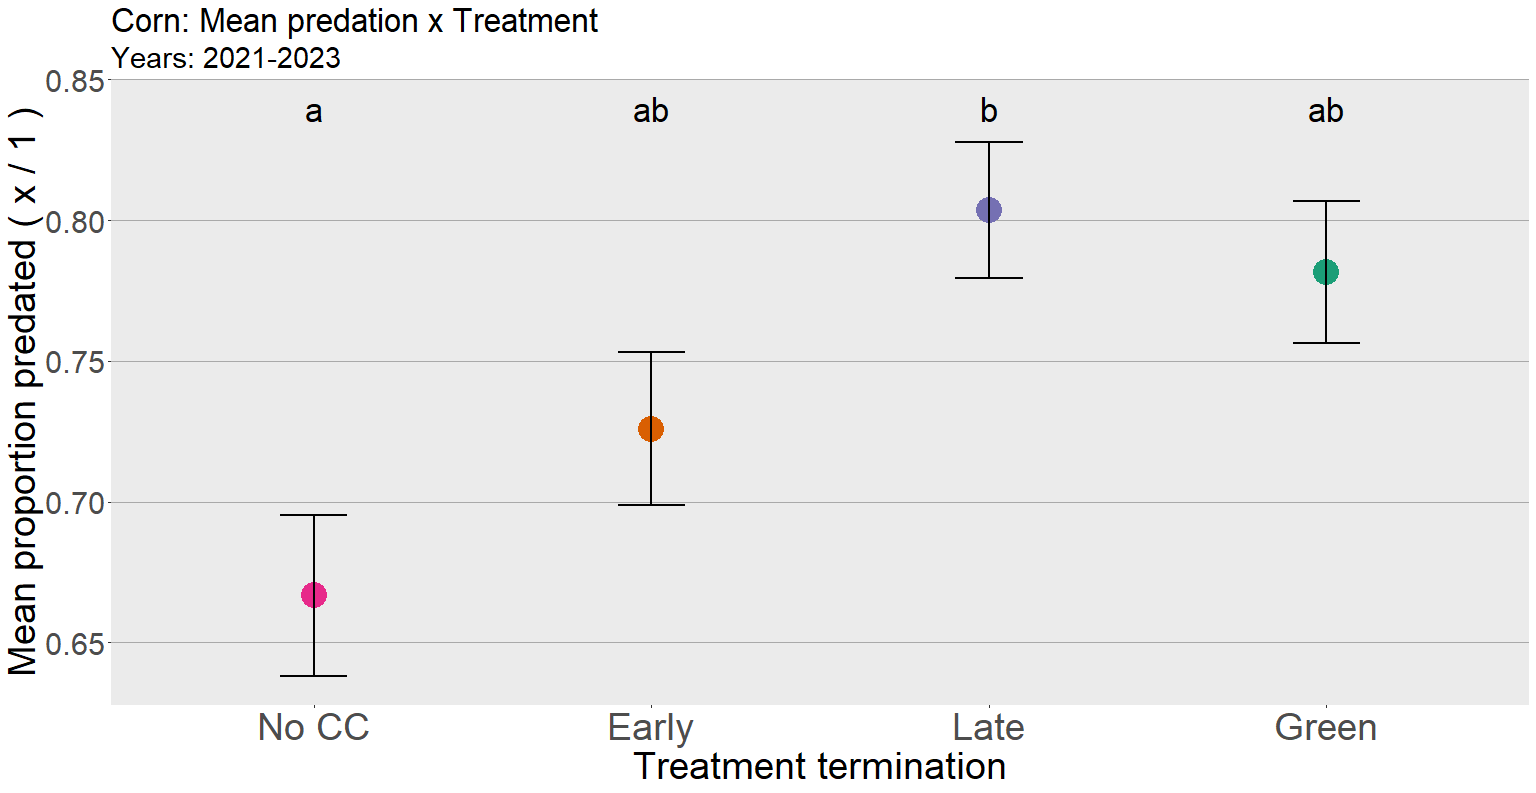 Corn: Mean predation x Treatment
Years: 2021-2023
Mean proportion predated ( x / 1 )
0.85
0.80
0.75
0.70
0.65
a ab b ab
No CC Early Late Green
Treatment termination